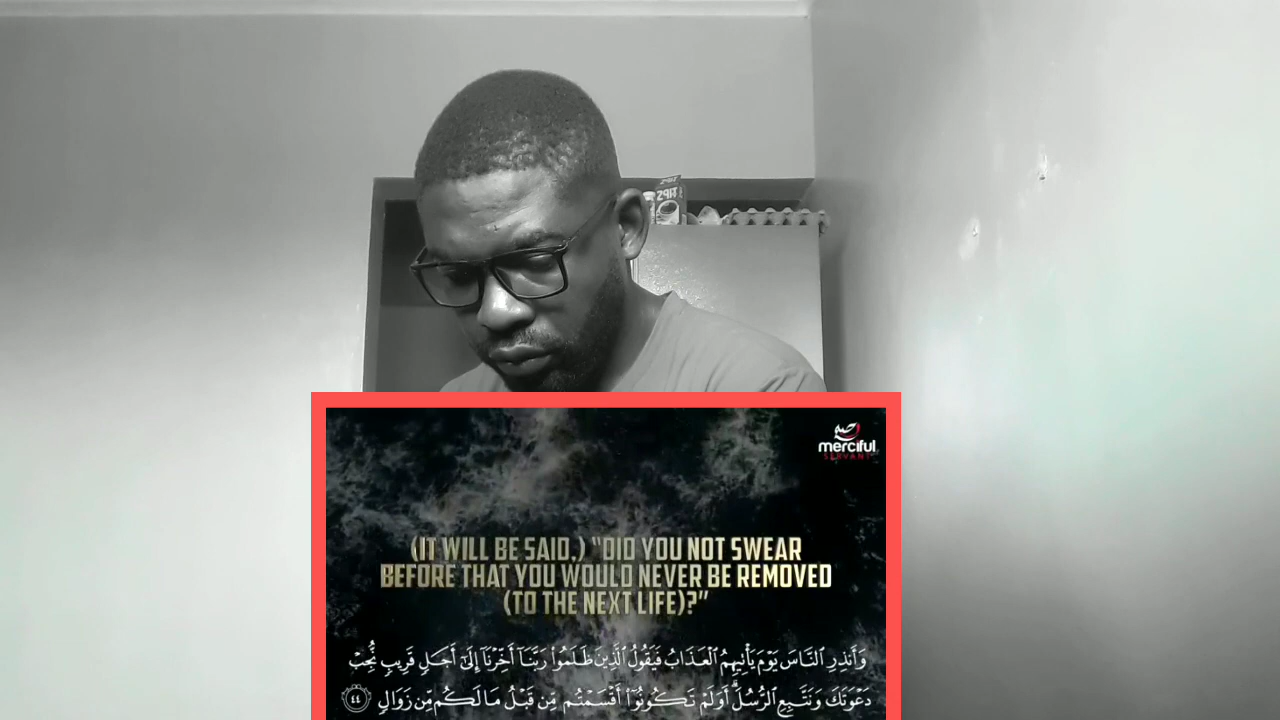 merciful
SERVANT
(IT WILL BE SAID,) “DID YOU NOT SWEAR
BEFORE THAT YOU WOULD NEVER BE REMOVED
(TO THE NEXT LIFE)?”
وَأَنذِرِ ٱلنَّاسَ يَوْمَ يَأْتِيهِمُ ٱلْعَذَابُ فَيَقُولُ ٱلَّذِينَ ظَلَمُوا۟ رَبَّنَآ أَخِّرْنَآ إِلَىٰٓ أَجَلٍ قَرِيبٍ نُّجِبْ
دَعْوَتَكَ وَنَتَّبِعِ ٱلرُّسُلَ ۗ أَوَلَمْ تَكُونُوٓا۟ أَقْسَمْتُم مِّن قَبْلُ مَا لَكُم مِّن زَوَالٍ ٤٤